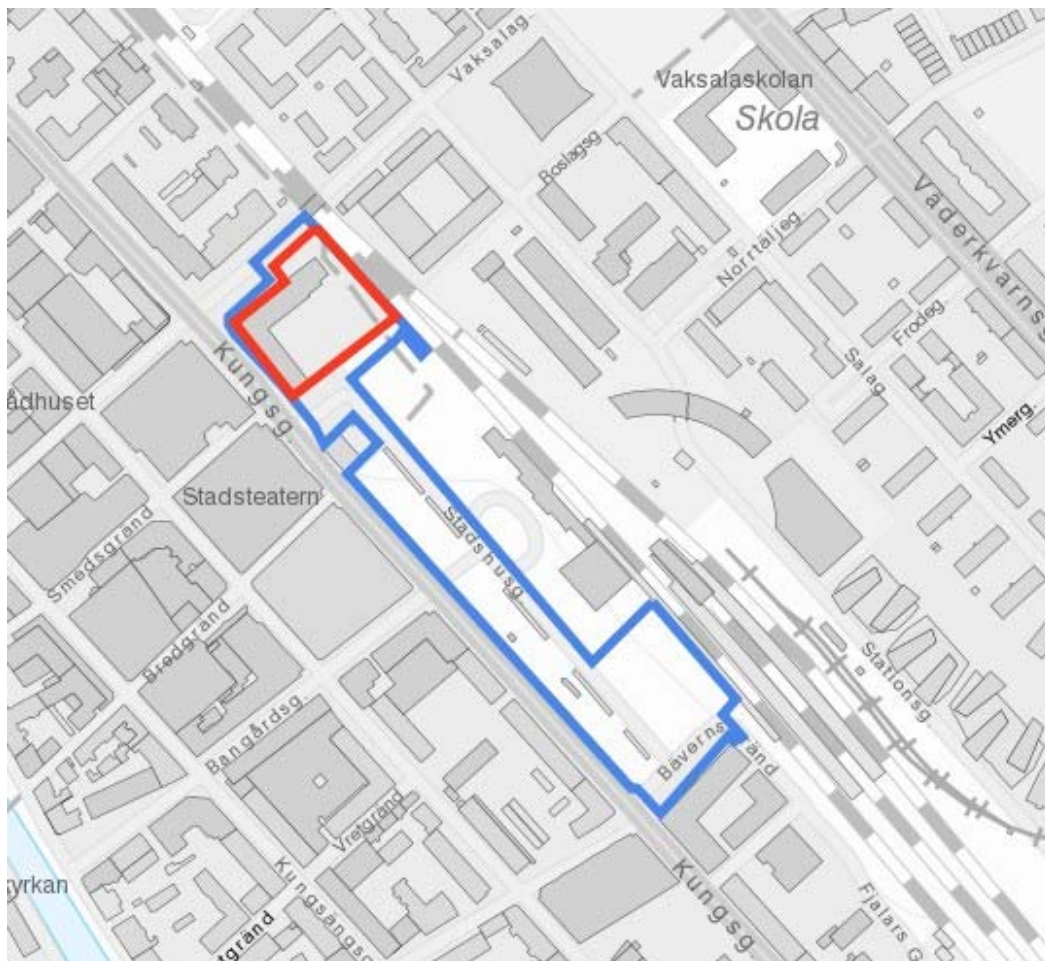 Vaksalag.
Vaksalaskolan
Skola
Roslagsg.
Norrtäljeg
Väderkvarnsg
Frodeg
Salag
Ymerg.
ådhuset
Kungsg.
Stadsteatern
Stadshusg.
Smedsgränd
Bredgränd
Bangårdsg.
Stationsg
Bäverns gränd
Vretgränd
Kungsängsg
Kungsg.
Fjalars G
yrkan
tgränd